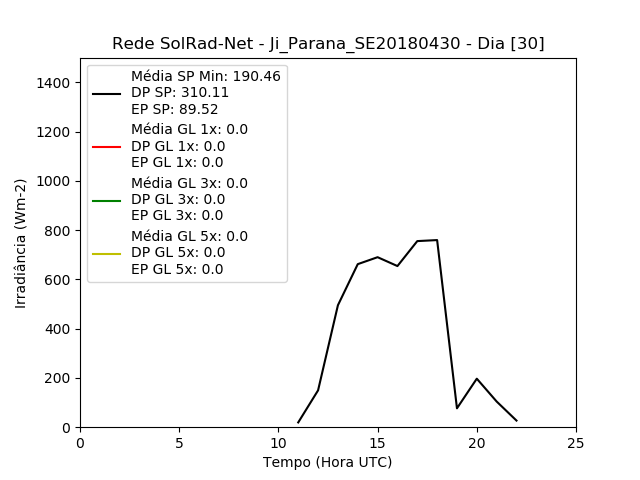 Rede SolRad-Net - Ji_Parana_SE20180430 - Dia [30]
Média SP Min: 190.46
DP SP: 310.11
EP SP: 89.52
Média GL 1x: 0.0
DP GL 1x: 0.0
EP GL 1x: 0.0
Média GL 3x: 0.0
DP GL 3x: 0.0
EP GL 3x: 0.0
Média GL 5x: 0.0
DP GL 5x: 0.0
EP GL 5x: 0.0
Irradiância (Wm-2)
1400
1200
1000
800
600
400
200
0
0 5 10 15 20 25
Tempo (Hora UTC)